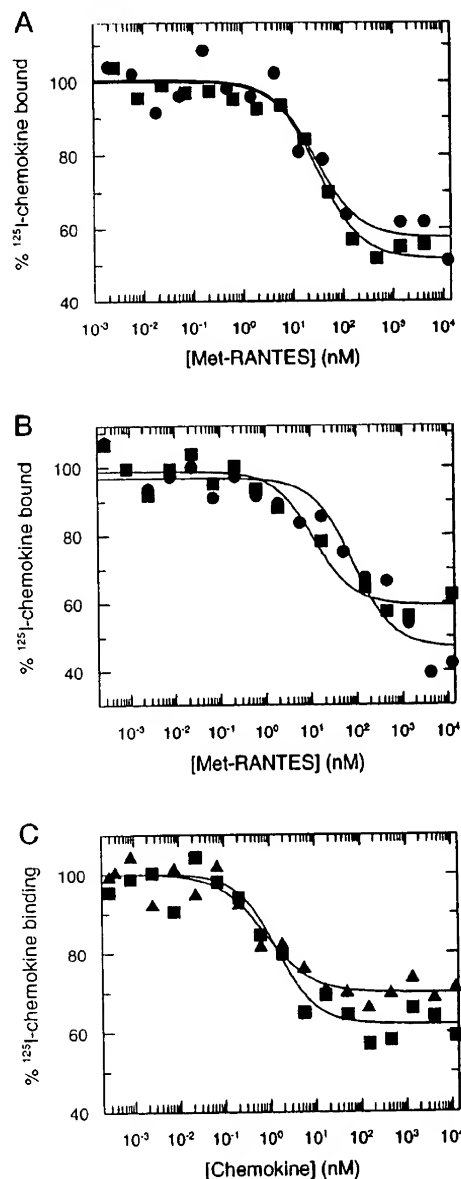 A
% ¹²⁵I-chemokine bound
100
80
60
40
10⁻³ 10⁻² 10⁻¹ 10⁰ 10¹ 10² 10³ 10⁴
[Met-RANTES] (nM)
B
% ¹²⁵I-chemokine bound
100
80
60
40
10⁻³ 10⁻² 10⁻¹ 10⁰ 10¹ 10² 10³ 10⁴
[Met-RANTES] (nM)
C
% ¹²⁵I-chemokine binding
100
80
60
40
10⁻³ 10⁻² 10⁻¹ 10⁰ 10¹ 10² 10³ 10⁴
[Chemokine] (nM)